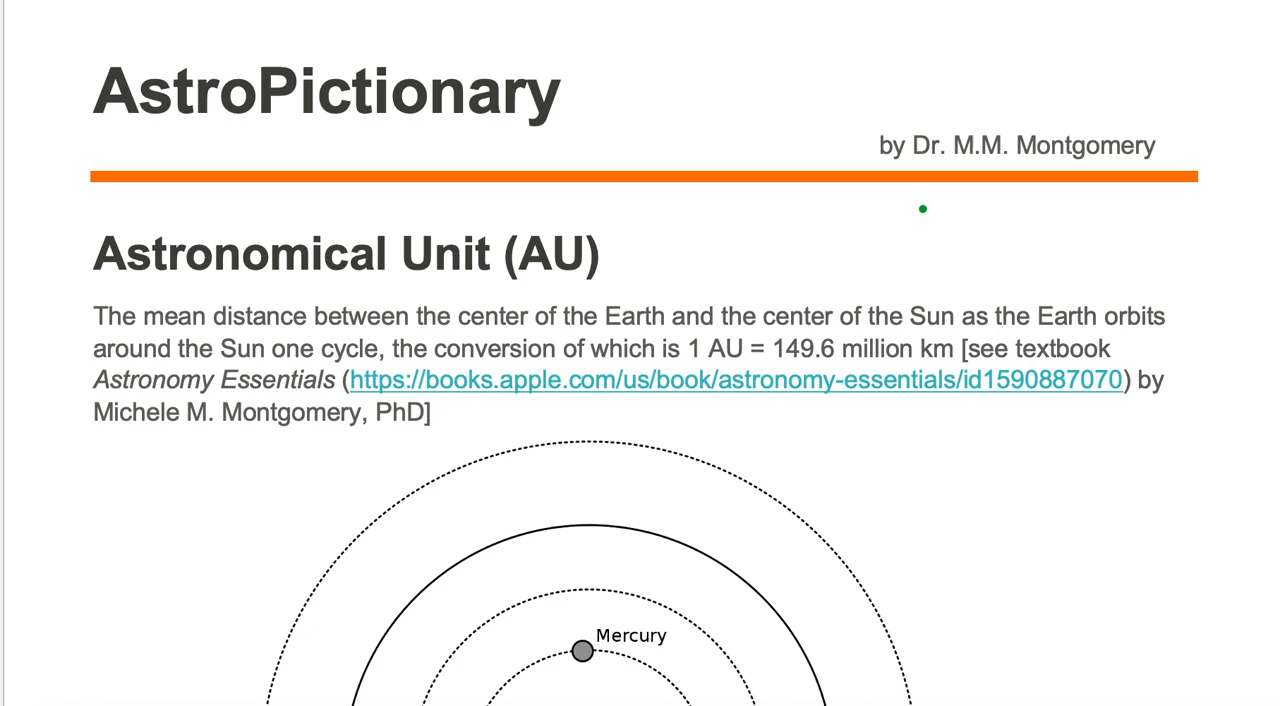 AstroPictionary
by Dr. M.M. Montgomery
Astronomical Unit (AU)
The mean distance between the center of the Earth and the center of the Sun as the Earth orbits
around the Sun one cycle, the conversion of which is 1 AU = 149.6 million km [see textbook
Astronomy Essentials (https://books.apple.com/us/book/astronomy-essentials/id1590887070) by
Michele M. Montgomery, PhD]
Mercury